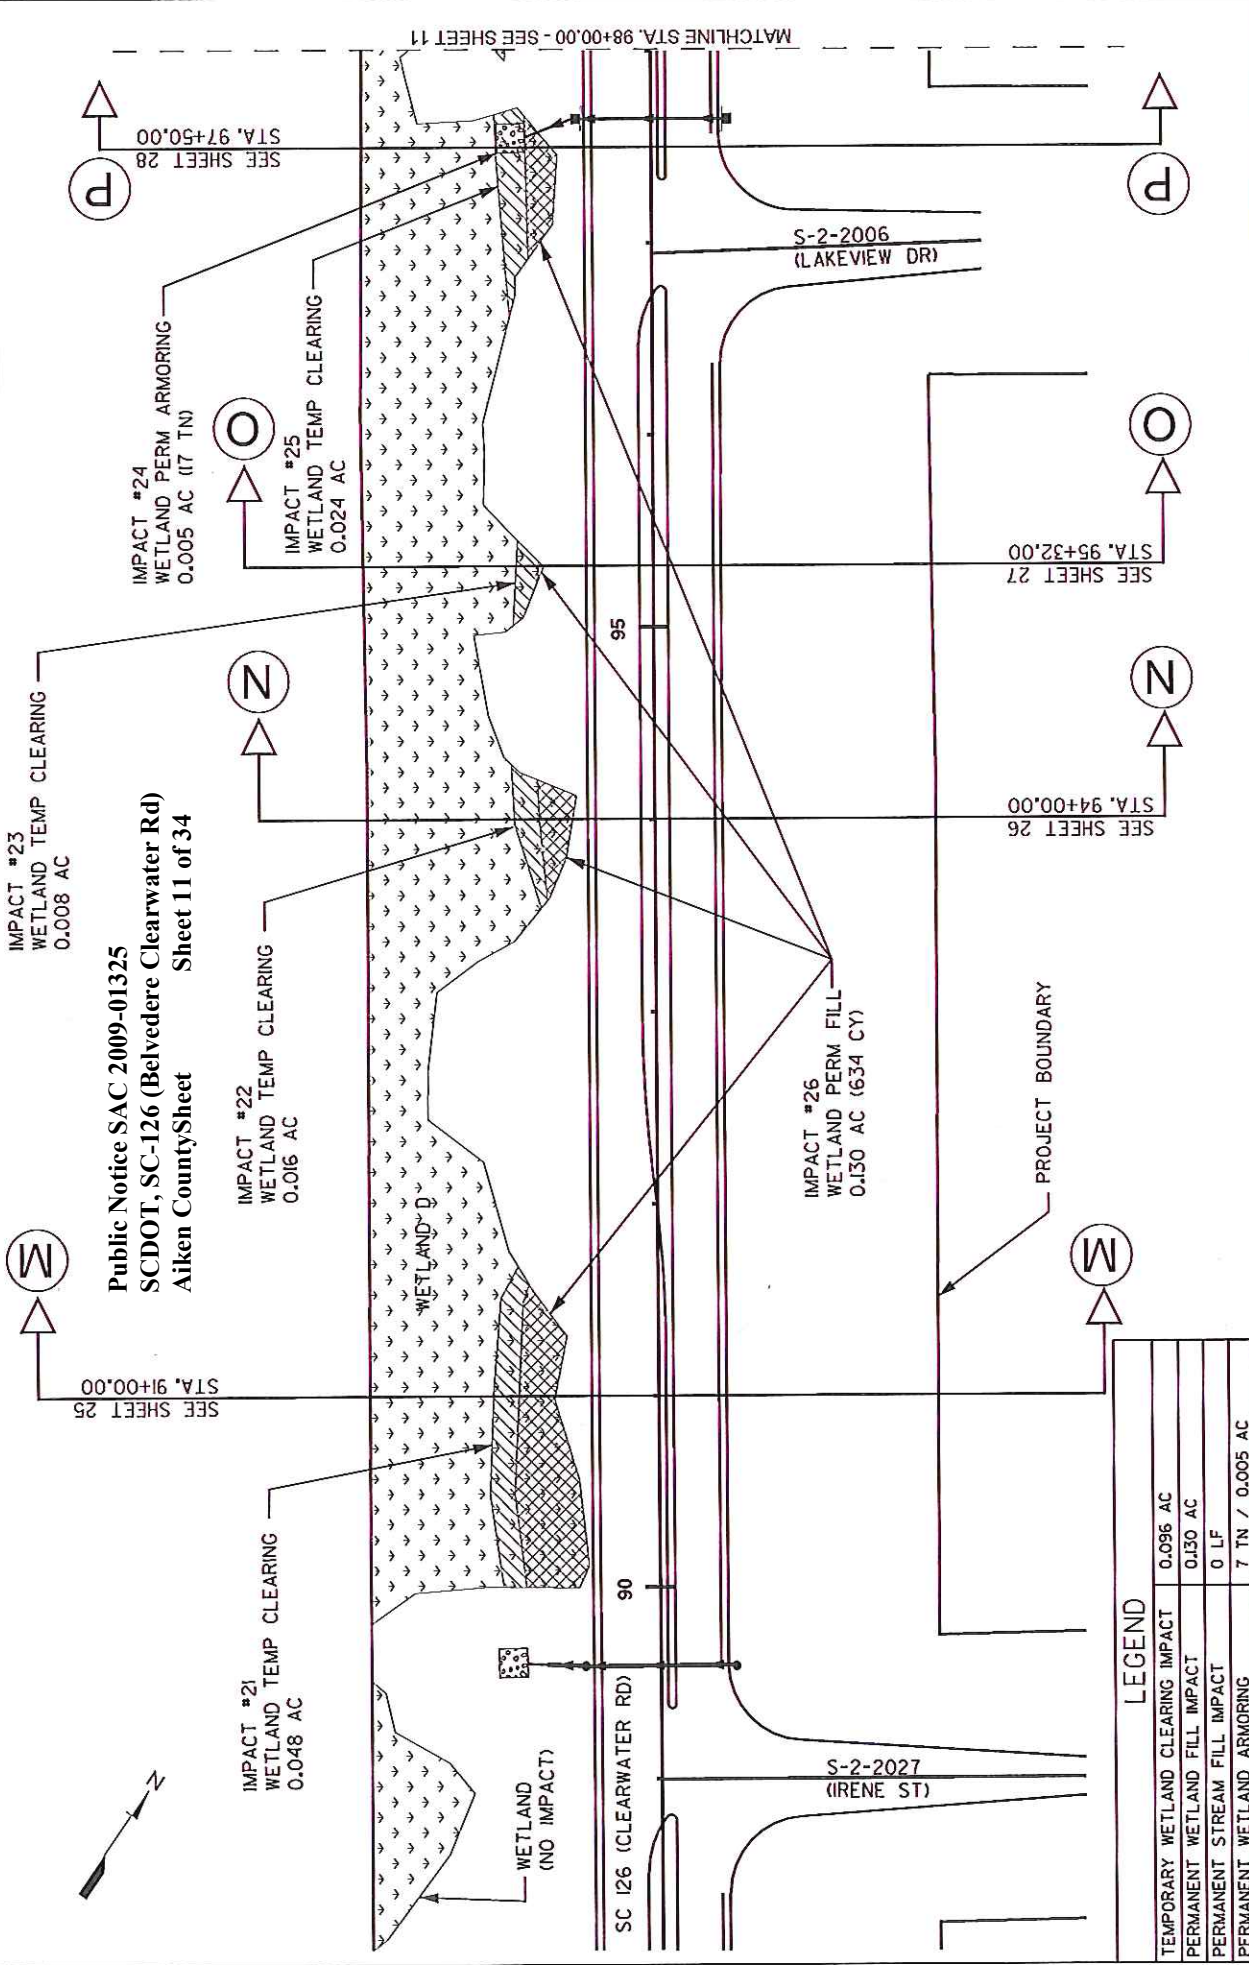 MATCHLINE STA. 98+00.00 - SEE SHEET 11
SEE SHEET 28
STA. 97+50.00
P
P
S-2-2006
(LAKEVIEW DR)
IMPACT #24
WETLAND PERM ARMORING
0.005 AC (17 TN)
IMPACT #25
WETLAND TEMP CLEARING
0.024 AC
O
O
SEE SHEET 27
STA. 95+32.00
IMPACT #23
WETLAND TEMP CLEARING
0.008 AC
95
N
N
SEE SHEET 26
STA. 94+00.00
Public Notice SAC 2009-01325
SCDOT, SC-126 (Belvedere Clearwater Rd)
Aiken CountySheet Sheet 11 of 34
IMPACT #22
WETLAND TEMP CLEARING
0.016 AC
IMPACT #26
WETLAND PERM FILL
0.130 AC (634 CY)
PROJECT BOUNDARY
WETLAND D
M
M
SEE SHEET 25
STA. 91+00.00
IMPACT #21
WETLAND TEMP CLEARING
0.048 AC
90
N
WETLAND
(NO IMPACT)
SC 126 (CLEARWATER RD)
S-2-2027
(IRENE ST)
LEGEND
TEMPORARY WETLAND CLEARING IMPACT 0.096 AC
PERMANENT WETLAND FILL IMPACT 0.130 AC
PERMANENT STREAM FILL IMPACT 0 LF
PERMANENT WETLAND ARMORING 7 TN / 0.005 AC